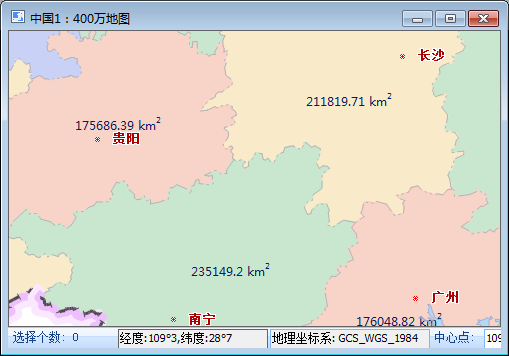 中国1：400万地图
长沙
211819.71 km2
175686.39 km2
贵阳
235149.2 km2
广州
南宁
176048.82 km2
选择个数: 0
经度:109°3,纬度:28°7
地理坐标系: GCS_WGS_1984
中心点:
109